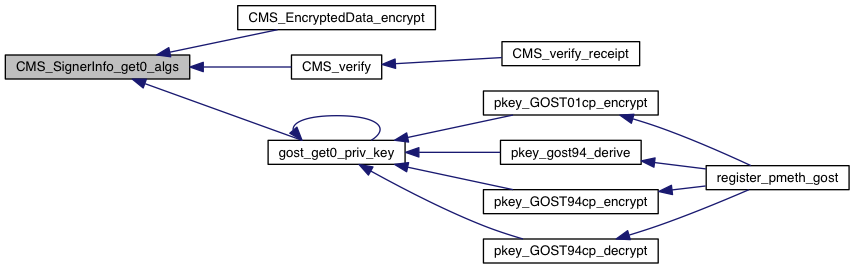 CMS_EncryptedData_encrypt
CMS_SignerInfo_get0_algs
CMS_verify
CMS_verify_receipt
gost_get0_priv_key
pkey_GOST01cp_encrypt
pkey_gost94_derive
pkey_GOST94cp_encrypt
pkey_GOST94cp_decrypt
register_pmeth_gost